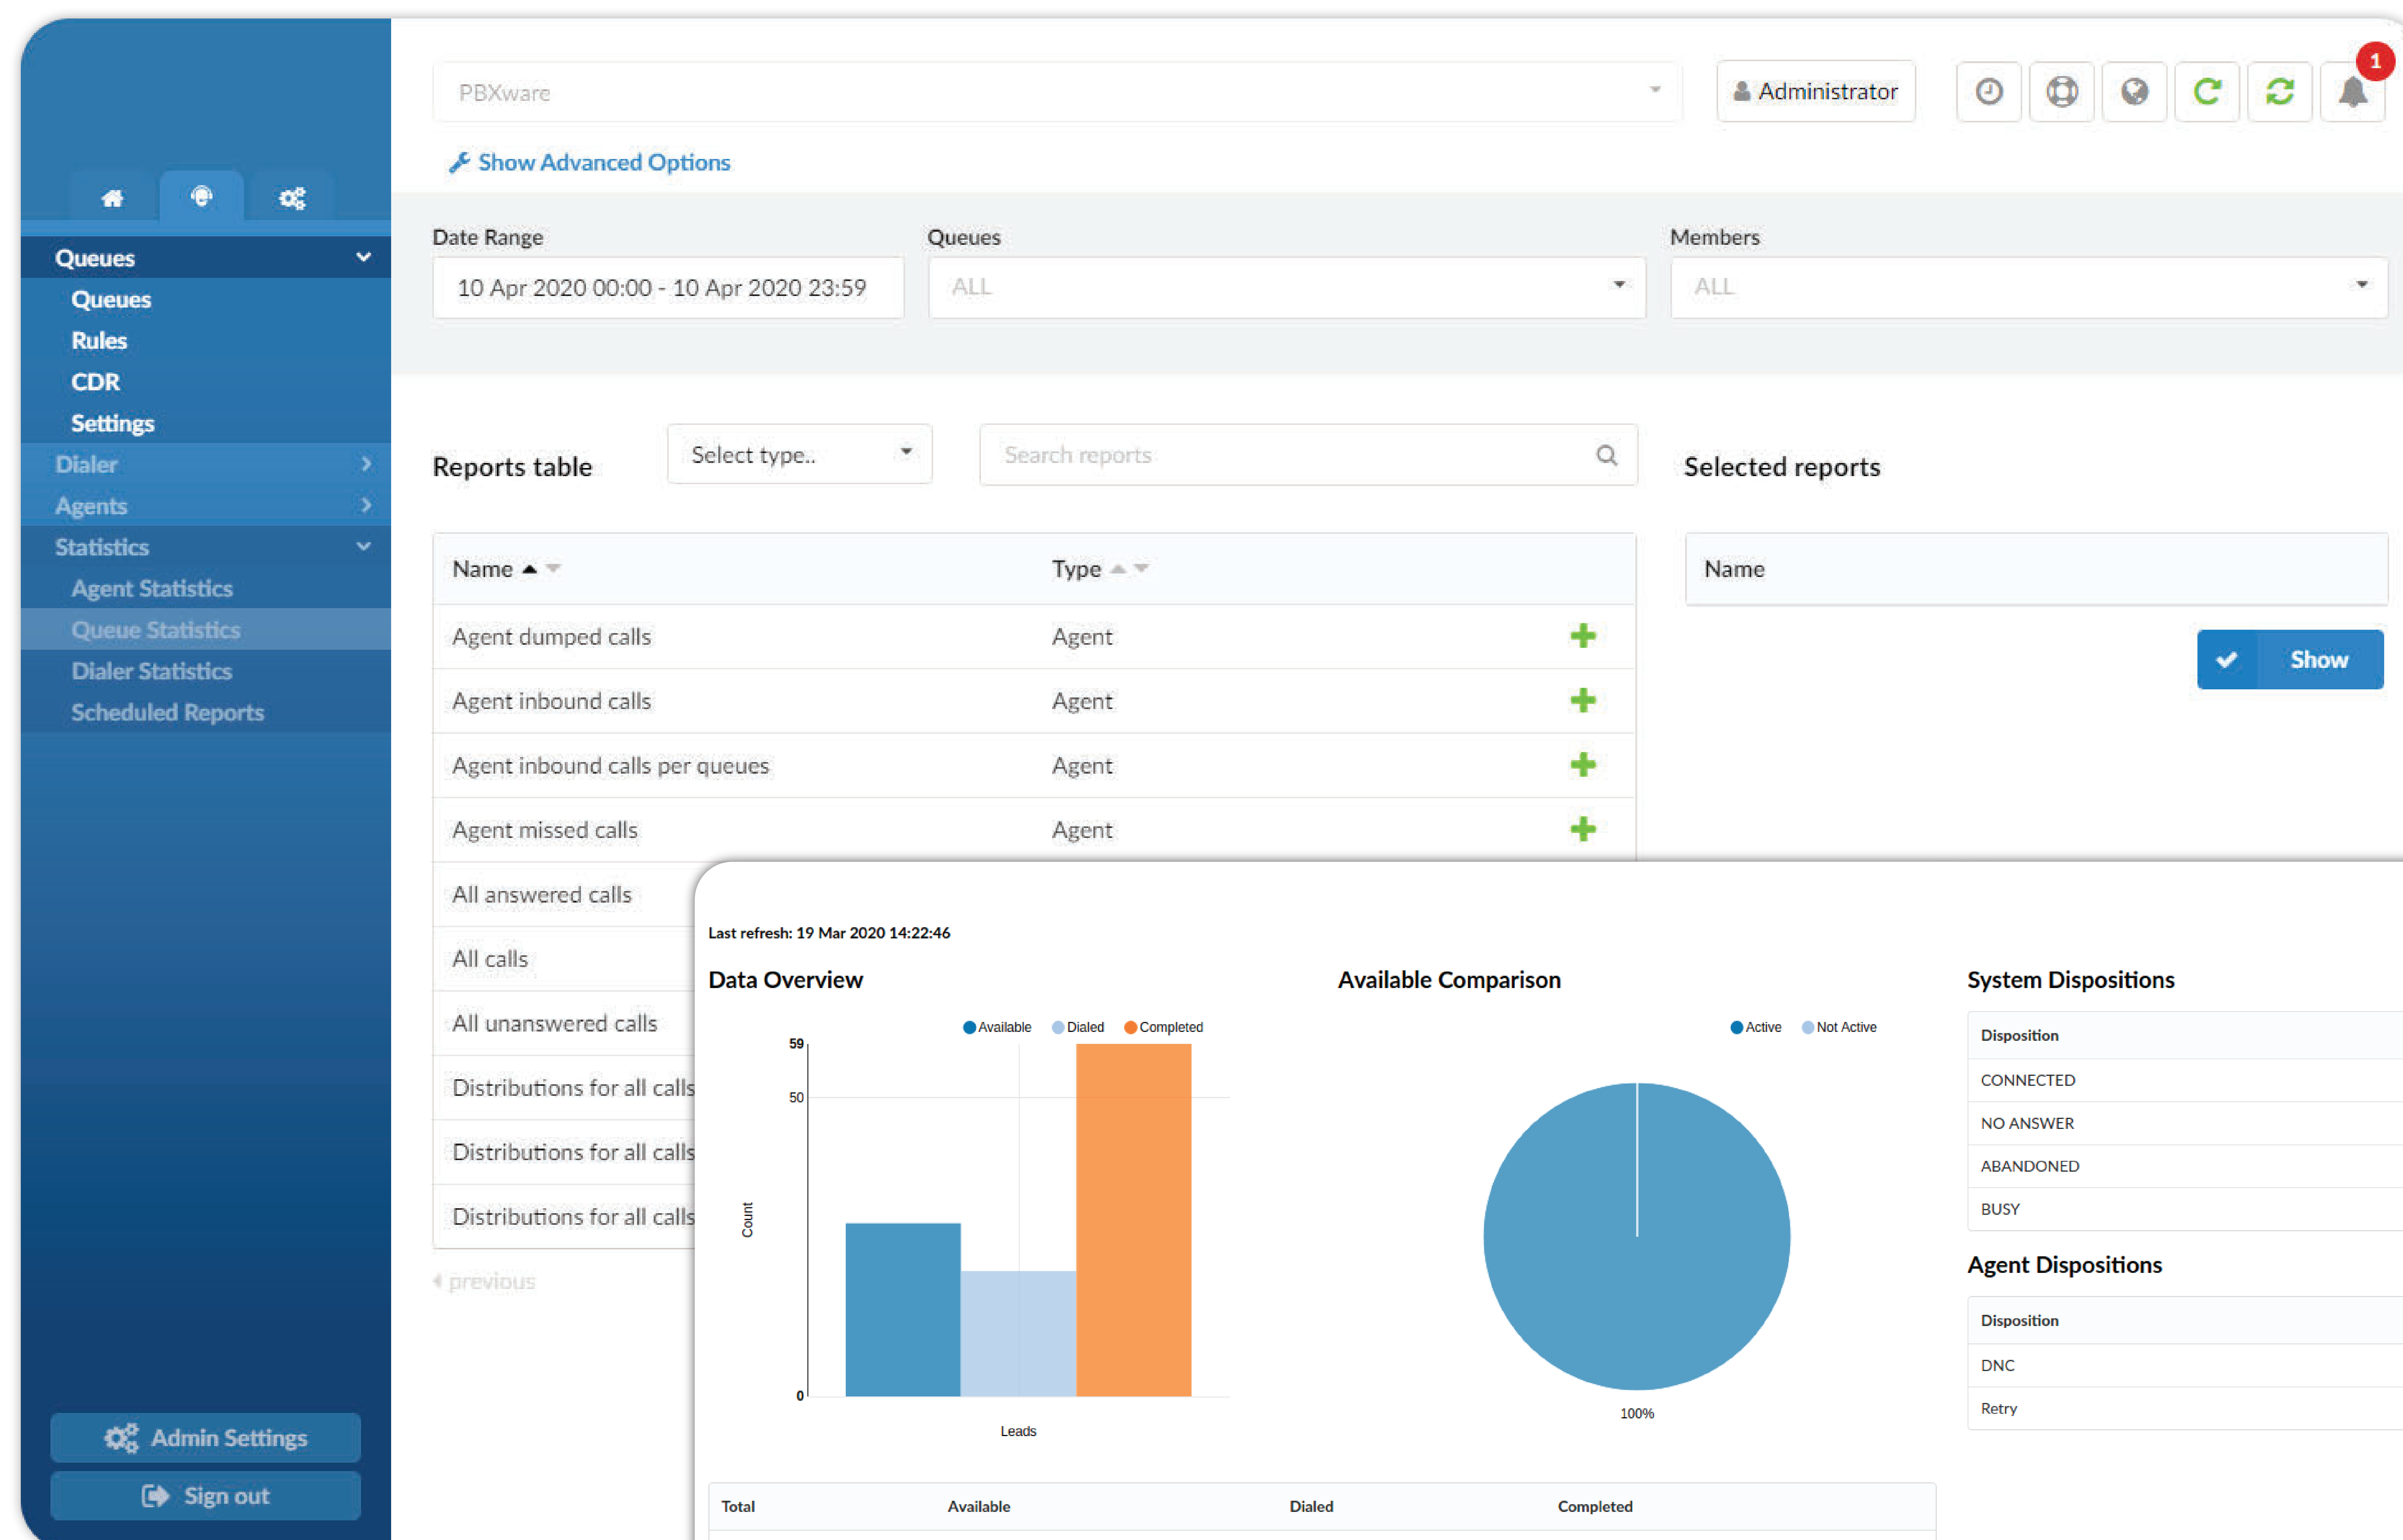 PBXware
Administrator
1
Show Advanced Options
Queues
Queues
Rules
CDR
Settings
Dialer
Agents
Statistics
Agent Statistics
Queue Statistics
Dialer Statistics
Scheduled Reports
Admin Settings
Sign out
Date Range Queues Members
10 Apr 2020 00:00 - 10 Apr 2020 23:59 ALL ALL
Reports table Select type.. Search reports Selected reports
Name Type Name
Agent dumped calls Agent
Show
Agent inbound calls Agent
Agent inbound calls per queues Agent
Agent missed calls Agent
All answered calls
All calls
All unanswered calls
Distributions for all calls
Distributions for all calls
Distributions for all calls
previous
Last refresh: 19 Mar 2020 14:22:46
Data Overview
Available Dialed Completed
59
50
0
Count
Leads
Available Comparison
Active Not Active
100%
System Dispositions
Disposition
CONNECTED
NO ANSWER
ABANDONED
BUSY
Agent Dispositions
Disposition
DNC
Retry
Total Available Dialed Completed